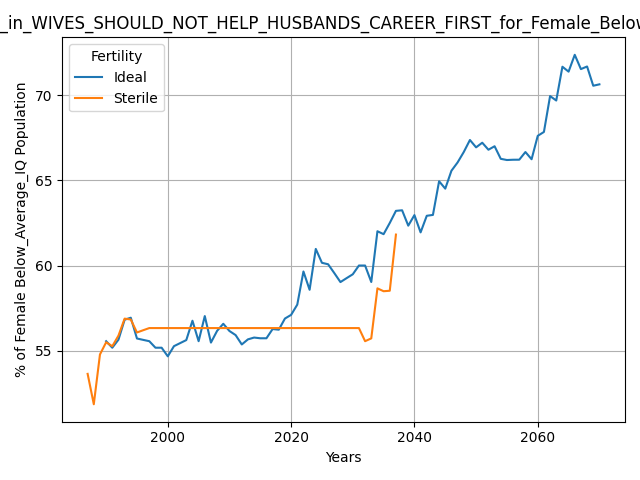 _in_WIVES_SHOULD_NOT_HELP_HUSBANDS_CAREER_FIRST_for_Female_Below
Fertility
Ideal
Sterile
% of Female Below_Average_IQ Population
70
65
60
55
2000
2020
2040
2060
Years